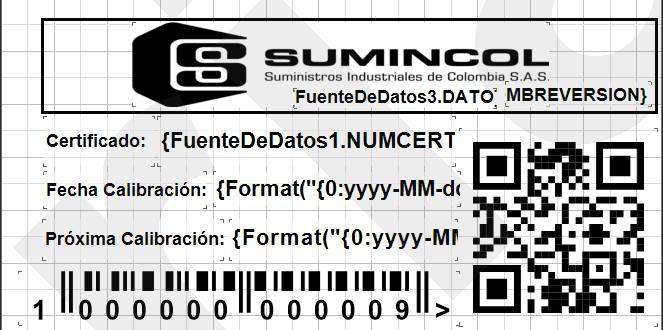 SUMINCOL
Suministros Industriales de Colombia S.A.S.
FuenteDeDatos3.DATO MBREVERSION}
Certificado: {FuenteDeDatos1.NUMCERT
Fecha Calibración: {Format("{0:yyyy-MM-dd
Próxima Calibración: {Format("{0:yyyy-MM
1 000000 000009 >